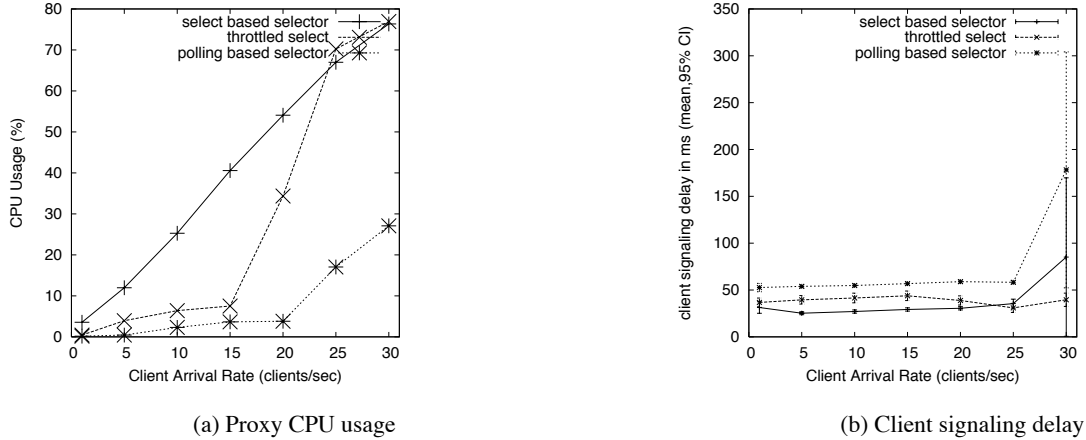 80
70
60
50
40
30
20
10
0
CPU Usage (%)
select based selector
throttled select
polling based selector
0 5 10 15 20 25 30
Client Arrival Rate (clients/sec)
(a) Proxy CPU usage
350
300
250
200
150
100
50
0
client signaling delay in ms (mean,95% CI)
select based selector
throttled select
polling based selector
0 5 10 15 20 25 30
Client Arrival Rate (clients/sec)
(b) Client signaling delay